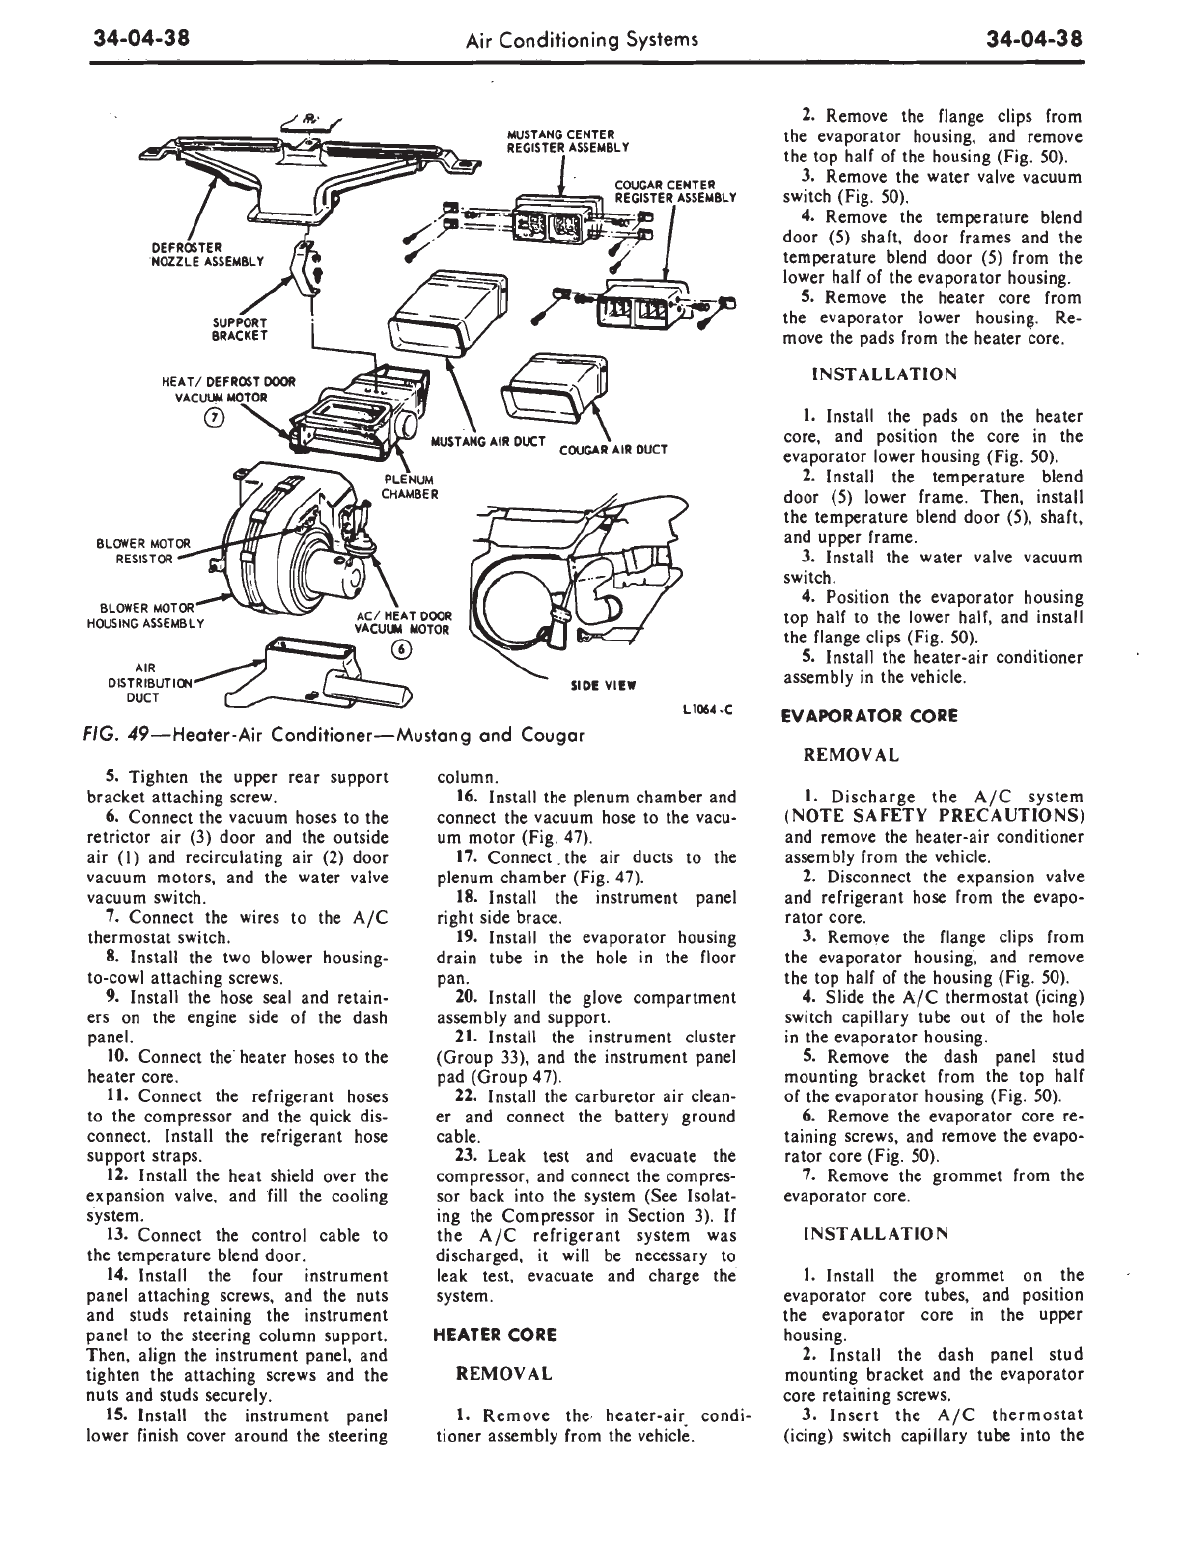 34-04-38
Air Conditioning Systems
34-04-38
MUSTANG CENTER
REGISTER ASSEMBLY
COUGAR CENTER
REGISTER ASSEMBLY
DEFROSTER
NOZZLE ASSEMBLY
SUPPORT
BRACKET
HEAT/ DEFROST DOOR
VACUUM MOTOR
7
MUSTANG AIR DUCT
COUGAR AIR DUCT
PLENUM
CHAMBER
BLOWER MOTOR
RESISTOR
BLOWER MOTOR
HOUSING ASSEMBLY
AC/ HEAT DOOR
VACUUM MOTOR
6
AIR
DISTRIBUTION
DUCT
SIDE VIEW
L1064-C
FIG. 49—Heater-Air Conditioner—Mustang and Cougar
5. Tighten the upper rear support
bracket attaching screw.
6. Connect the vacuum hoses to the
retrictor air (3) door and the outside
air (1) and recirculating air (2) door
vacuum motors, and the water valve
vacuum switch.
7. Connect the wires to the A/C
thermostat switch.
8. Install the two blower housing-
to-cowl attaching screws.
9. Install the hose seal and retain-
ers on the engine side of the dash
panel.
10. Connect the heater hoses to the
heater core.
11. Connect the refrigerant hoses
to the compressor and the quick dis-
connect. Install the refrigerant hose
support straps.
12. Install the heat shield over the
expansion valve, and fill the cooling
system.
13. Connect the control cable to
the temperature blend door.
14. Install the four instrument
panel attaching screws, and the nuts
and studs retaining the instrument
panel to the steering column support.
Then, align the instrument panel, and
tighten the attaching screws and the
nuts and studs securely.
15. Install the instrument panel
lower finish cover around the steering
column.
16. Install the plenum chamber and
connect the vacuum hose to the vacu-
um motor (Fig. 47).
17. Connect the air ducts to the
plenum chamber (Fig. 47).
18. Install the instrument panel
right side brace.
19. Install the evaporator housing
drain tube in the hole in the floor
pan.
20. Install the glove compartment
assembly and support.
21. Install the instrument cluster
(Group 33), and the instrument panel
pad (Group 47).
22. Install the carburetor air clean-
er and connect the battery ground
cable.
23. Leak test and evacuate the
compressor, and connect the compres-
sor back into the system (See Isolat-
ing the Compressor in Section 3). If
the A/C refrigerant system was
discharged, it will be necessary to
leak test, evacuate and charge the
system.
HEATER CORE
REMOVAL
1. Remove the heater-air condi-
tioner assembly from the vehicle.
2. Remove the flange clips from
the evaporator housing, and remove
the top half of the housing (Fig. 50).
3. Remove the water valve vacuum
switch (Fig. 50).
4. Remove the temperature blend
door (5) shaft, door frames and the
temperature blend door (5) from the
lower half of the evaporator housing.
5. Remove the heater core from
the evaporator lower housing. Re-
move the pads from the heater core.
INSTALLATION
1. Install the pads on the heater
core, and position the core in the
evaporator lower housing (Fig. 50).
2. Install the temperature blend
door (5) lower frame. Then, install
the temperature blend door (5), shaft,
and upper frame.
3. Install the water valve vacuum
switch.
4. Position the evaporator housing
top half to the lower half, and install
the flange clips (Fig. 50).
5. Install the heater-air conditioner
assembly in the vehicle.
EVAPORATOR CORE
REMOVAL
1. Discharge the A/C system
(NOTE SAFETY PRECAUTIONS)
and remove the heater-air conditioner
assembly from the vehicle.
2. Disconnect the expansion valve
and refrigerant hose from the evapo-
rator core.
3. Remove the flange clips from
the evaporator housing, and remove
the top half of the housing (Fig. 50).
4. Slide the A/C thermostat (icing)
switch capillary tube out of the hole
in the evaporator housing.
5. Remove the dash panel stud
mounting bracket from the top half
of the evaporator housing (Fig. 50).
6. Remove the evaporator core re-
taining screws, and remove the evapo-
rator core (Fig. 50).
7. Remove the grommet from the
evaporator core.
INSTALLATION
1. Install the grommet on the
evaporator core tubes, and position
the evaporator core in the upper
housing.
2. Install the dash panel stud
mounting bracket and the evaporator
core retaining screws.
3. Insert the A/C thermostat
(icing) switch capillary tube into the